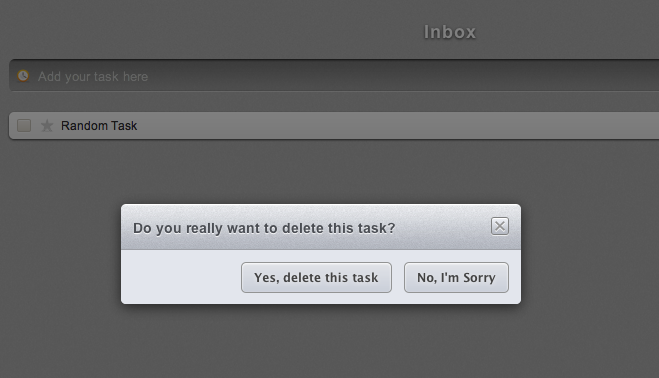 Inbox
Add your task here
Random Task
Do you really want to delete this task?
Yes, delete this task
No, I'm Sorry